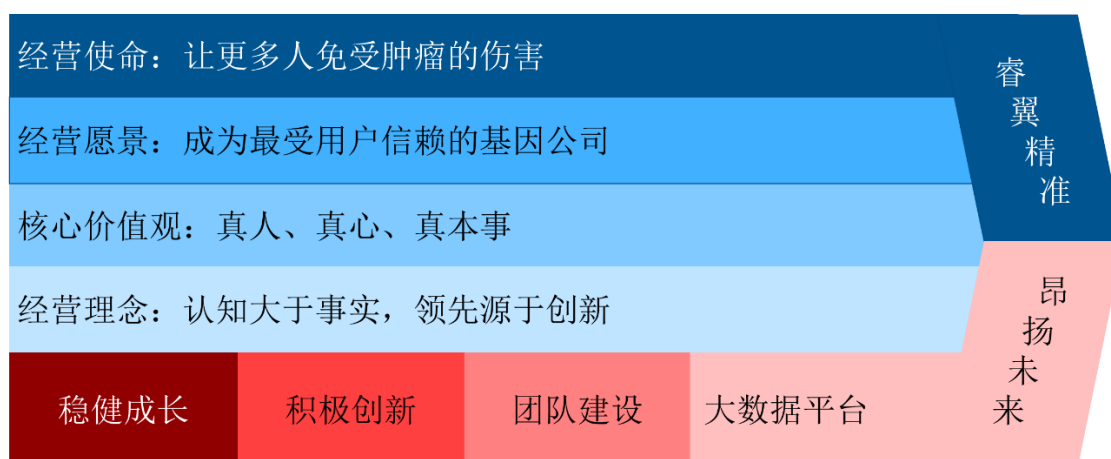 经营使命：让更多人免受肿瘤的伤害
经营愿景：成为最受用户信赖的基因公司
核心价值观：真人、真心、真本事
经营理念：认知大于事实，领先源于创新
稳健成长
积极创新
团队建设
大数据平台
睿翼精准
昂扬未来